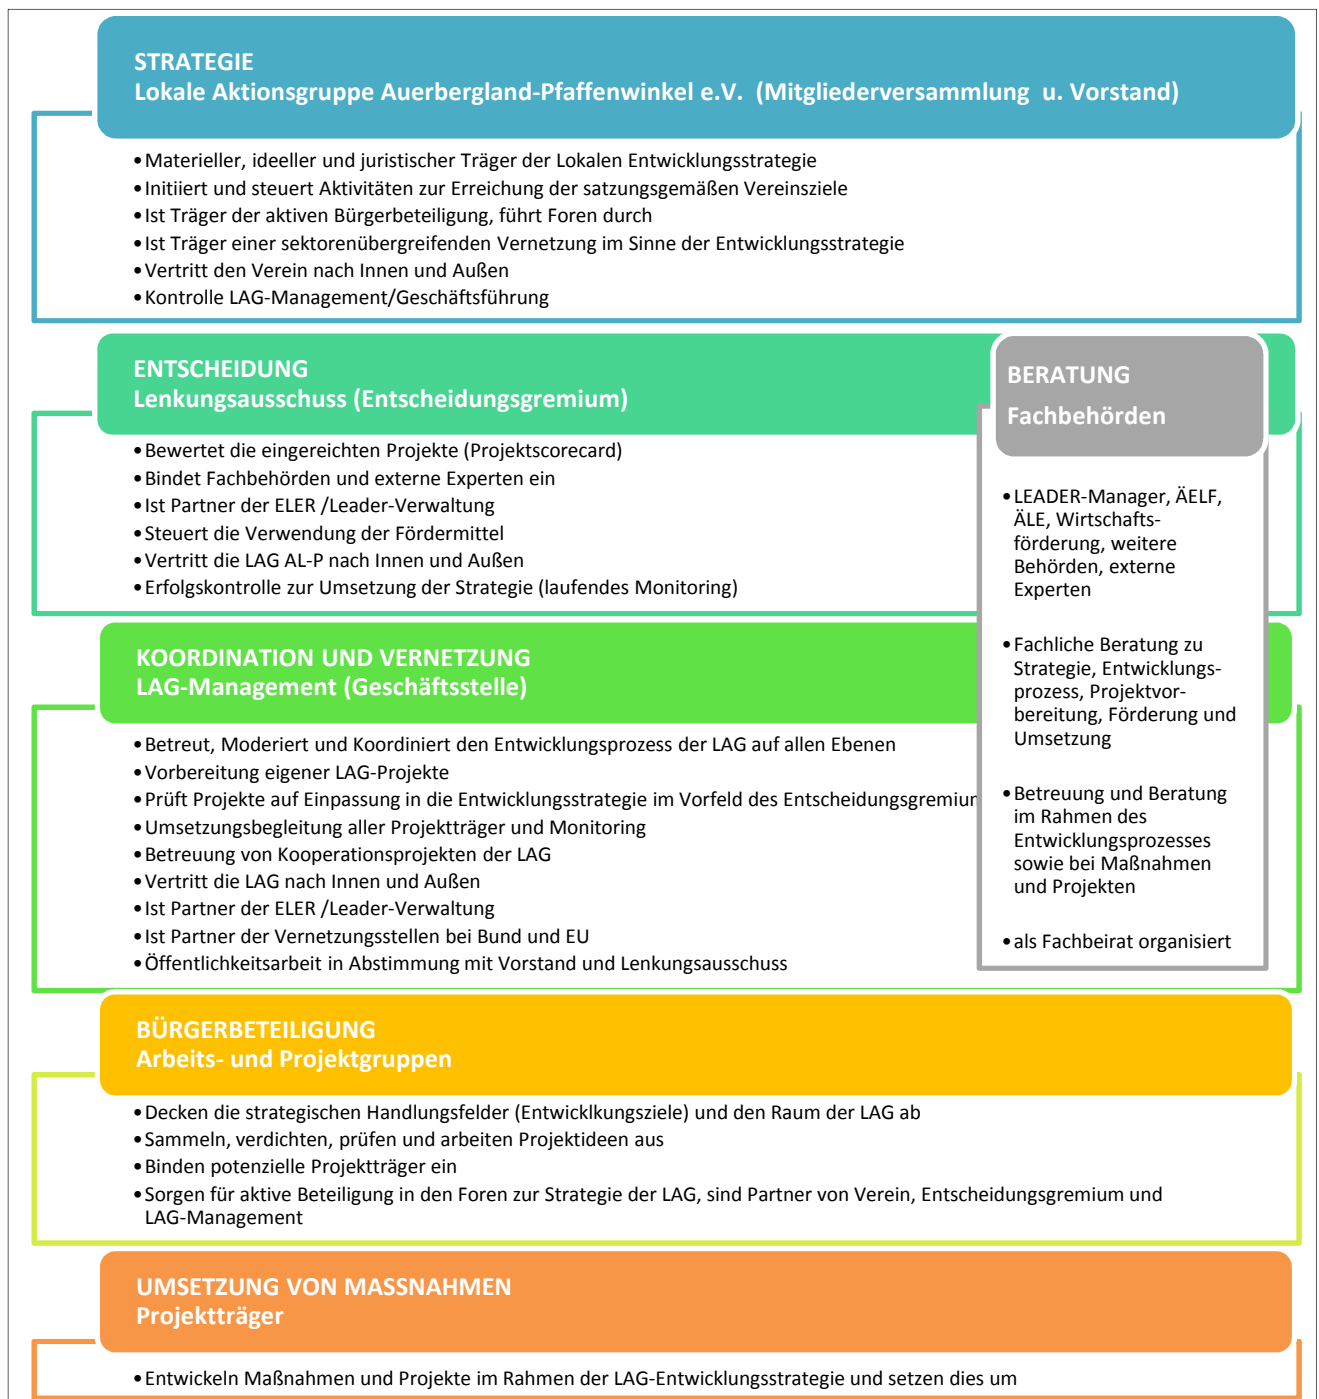 STRATEGIE
Lokale Aktionsgruppe Auerbergland-Pfaffenwinkel e.V. (Mitgliederversammlung u. Vorstand)
• Materieller, ideeller und juristischer Träger der Lokalen Entwicklungsstrategie
• Initiiert und steuert Aktivitäten zur Erreichung der satzungsgemäßen Vereinsziele
• Ist Träger der aktiven Bürgerbeteiligung, führt Foren durch
• Ist Träger einer sektorenübergreifenden Vernetzung im Sinne der Entwicklungsstrategie
• Vertritt den Verein nach Innen und Außen
• Kontrolle LAG-Management/Geschäftsführung
ENTSCHEIDUNG
Lenkungsausschuss (Entscheidungsgremium)
• Bewertet die eingereichten Projekte (Projektscorecard)
• Bindet Fachbehörden und externe Experten ein
• Ist Partner der ELER /Leader-Verwaltung
• Steuert die Verwendung der Fördermittel
• Vertritt die LAG AL-P nach Innen und Außen
• Erfolgskontrolle zur Umsetzung der Strategie (laufendes Monitoring)
KOORDINATION UND VERNETZUNG
LAG-Management (Geschäftsstelle)
• Betreut, Moderiert und Koordiniert den Entwicklungsprozess der LAG auf allen Ebenen
• Vorbereitung eigener LAG-Projekte
• Prüft Projekte auf Einpassung in die Entwicklungsstrategie im Vorfeld des Entscheidungsgremium
• Umsetzungsbegleitung aller Projektträger und Monitoring
• Betreuung von Kooperationsprojekten der LAG
• Vertritt die LAG nach Innen und Außen
• Ist Partner der ELER /Leader-Verwaltung
• Ist Partner der Vernetzungsstellen bei Bund und EU
• Öffentlichkeitsarbeit in Abstimmung mit Vorstand und Lenkungsausschuss
BERATUNG
Fachbehörden
• LEADER-Manager, ÄELF,
ÄLE, Wirtschafts-
förderung, weitere
Behörden, externe
Experten
• Fachliche Beratung zu
Strategie, Entwicklungs-
prozess, Projektvor-
bereitung, Förderung und
Umsetzung
• Betreuung und Beratung
im Rahmen des
Entwicklungsprozesses
sowie bei Maßnahmen
und Projekten
• als Fachbeirat organisiert
BÜRGERBETEILIGUNG
Arbeits- und Projektgruppen
• Decken die strategischen Handlungsfelder (Entwicklkungsziele) und den Raum der LAG ab
• Sammeln, verdichten, prüfen und arbeiten Projektideen aus
• Binden potenzielle Projektträger ein
• Sorgen für aktive Beteiligung in den Foren zur Strategie der LAG, sind Partner von Verein, Entscheidungsgremium und
LAG-Management
UMSETZUNG VON MASSNAHMEN
Projektträger
• Entwickeln Maßnahmen und Projekte im Rahmen der LAG-Entwicklungsstrategie und setzen dies um